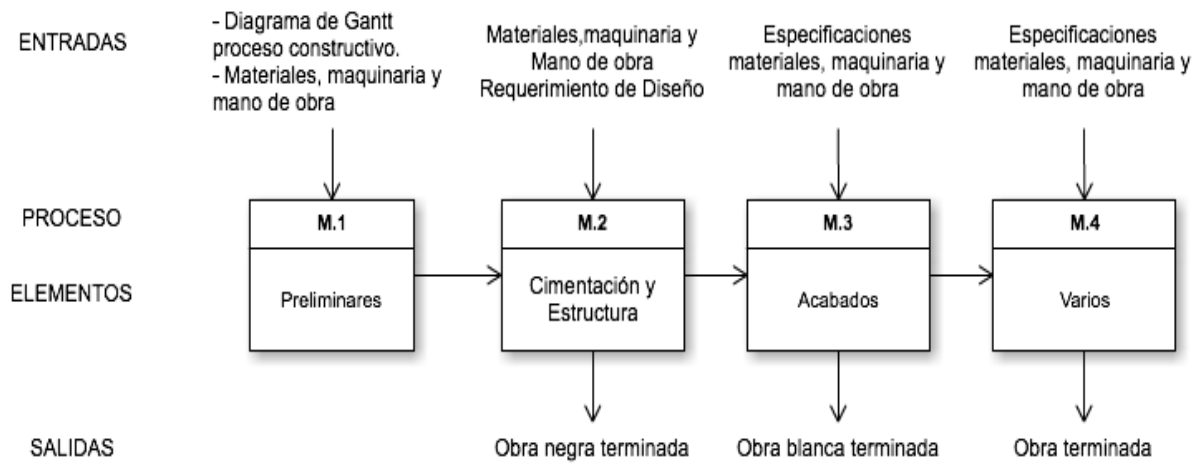 ENTRADAS
- Diagrama de Gantt
proceso constructivo.
- Materiales, maquinaria y
mano de obra
Materiales,maquinaria y
Mano de obra
Requerimiento de Diseño
Especificaciones
materiales, maquinaria y
mano de obra
Especificaciones
materiales, maquinaria y
mano de obra
PROCESO
M.1
M.2
M.3
M.4
ELEMENTOS
Preliminares
Cimentación y
Estructura
Acabados
Varios
SALIDAS
Obra negra terminada
Obra blanca terminada
Obra terminada